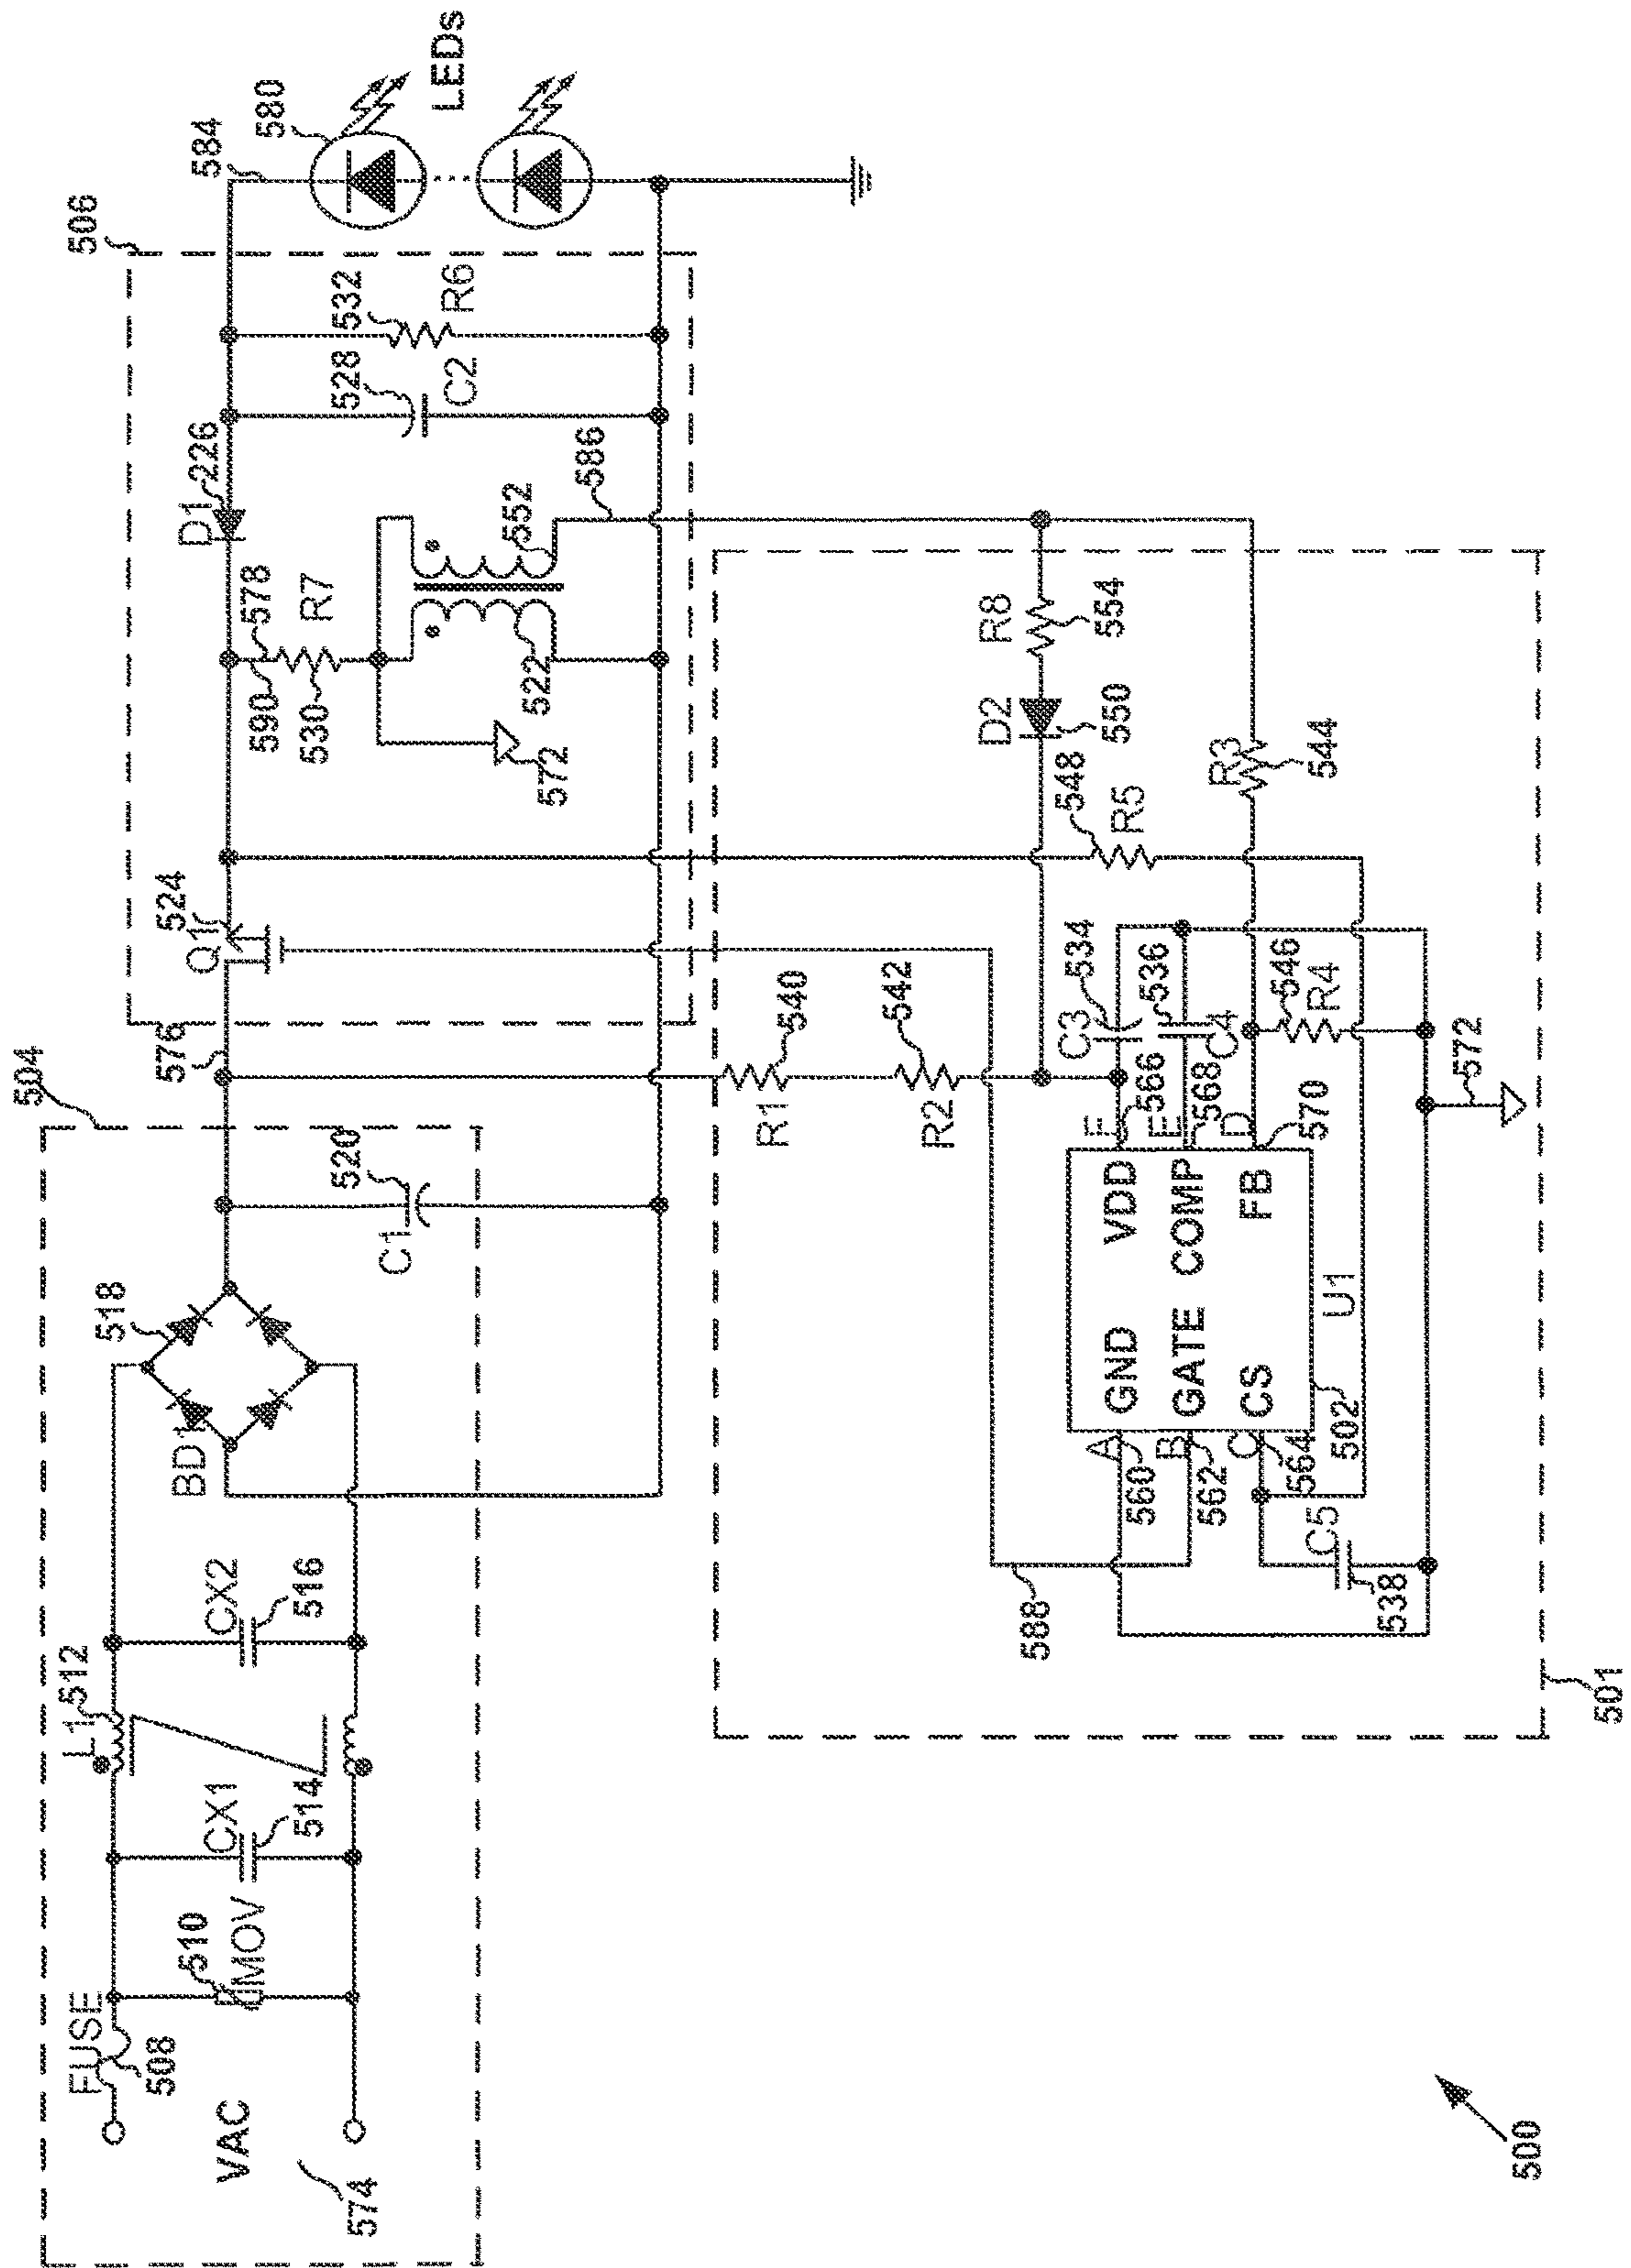 504
FUSE
508
VAC
574
510
MOV
CX1
514
L1
512
CX2
516
BD1
518
C1
520
576
506
Q1
524
D1
226
590
578
R7
530
572
522
552
586
528
C2
532
R6
584
580
LEDs
R1
540
R2
542
R8
554
D2
550
548
R5
R3
544
C3
534
536
C4
546
R4
572
F
566
E
568
D
570
GND
VDD
GATE
COMP
CS
FB
U1
502
A
560
B
562
C
564
C5
538
588
501
500